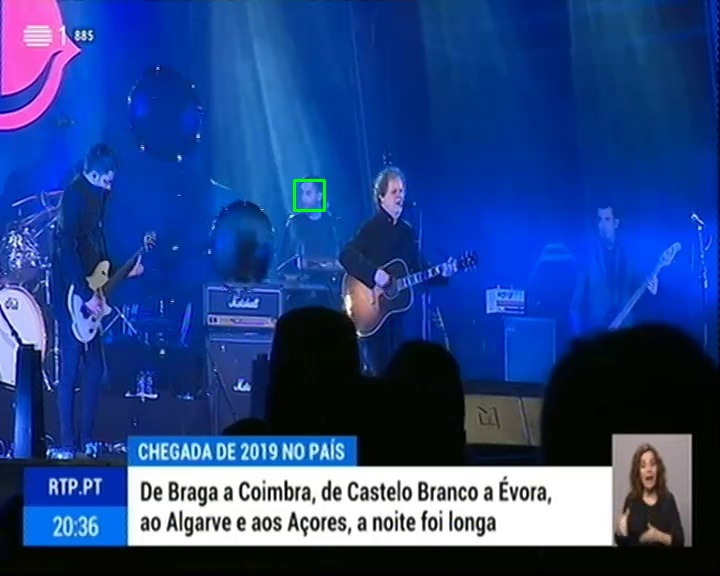 1 885
Marshall
Marshall
CHEGADA DE 2019 NO PAÍS
RTP.PT
De Braga a Coimbra, de Castelo Branco a Évora,
20:36
ao Algarve e aos Açores, a noite foi longa